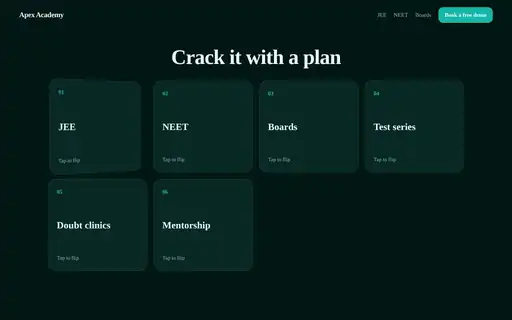 Apex Academy
JEE NEET Boards Book a free demo
Crack it with a plan
01
JEE
Tap to flip
02
NEET
Tap to flip
03
Boards
Tap to flip
04
Test series
Tap to flip
05
Doubt clinics
Tap to flip
06
Mentorship
Tap to flip